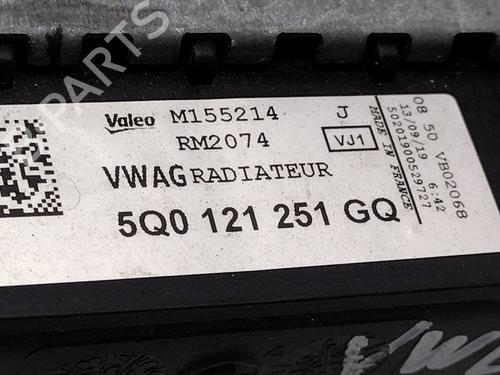 PARTS
Valeo M155214 J
RM2074 VJ1
VWAG RADIATEUR
5Q0 121 251 GQ
08 50 VB02068
13/09/19 6:42
50201900529727
MADE IN FRANCE